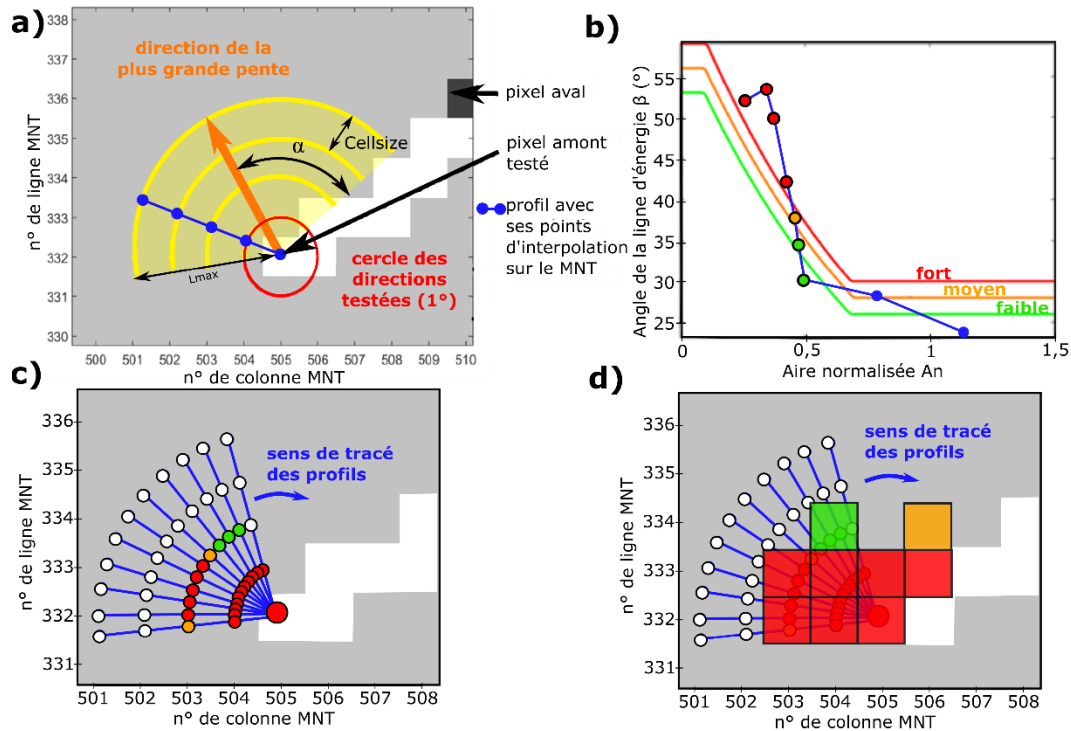 a)
338
337
336
335
334
333
332
331
330
n° de ligne MNT
direction de la
plus grande pente
Cellsize
α
Lmax
cercle des
directions
testées (1°)
pixel aval
pixel amont
testé
profil avec
ses points
d'interpolation
sur le MNT
500 501 502 503 504 505 506 507 508 509 510
n° de colonne MNT
b)
Angle de la ligne d'énergie β (°)
55
50
45
40
35
30
25
fort
moyen
faible
0 0,5 1 1,5
Aire normalisée An
c)
336
335
334
333
332
331
n° de ligne MNT
sens de tracé
des profils
501 502 503 504 505 506 507 508
n° de colonne MNT
d)
336
335
334
333
332
331
n° de ligne MNT
sens de tracé
des profils
501 502 503 504 505 506 507 508
n° de colonne MNT